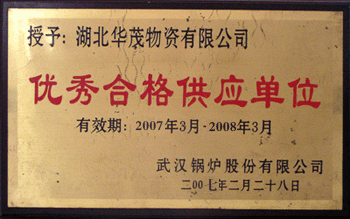 授予：湖北华茂物资有限公司
优秀合格供应单位
有效期：2007年3月-2008年3月
武汉锅炉股份有限公司
二00七年二月二十八日